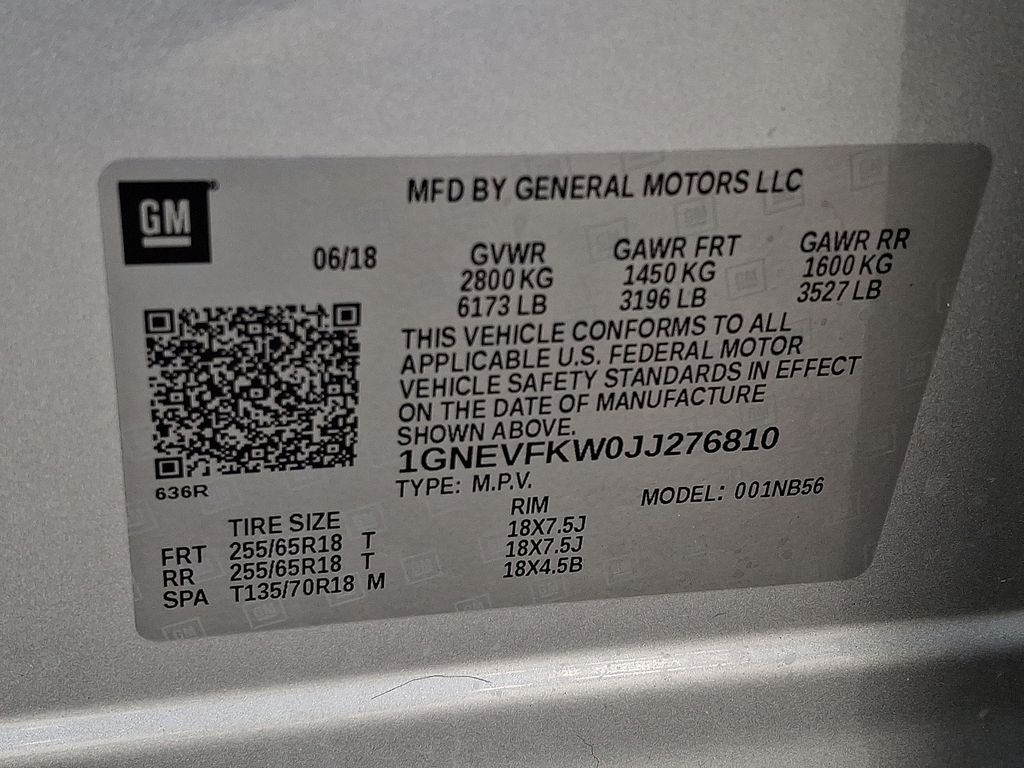 GM
MFD BY GENERAL MOTORS LLC
06/18
GVWR
2800 KG
6173 LB
GAWR FRT
1450 KG
3196 LB
GAWR RR
1600 KG
3527 LB
THIS VEHICLE CONFORMS TO ALL
APPLICABLE U.S. FEDERAL MOTOR
VEHICLE SAFETY STANDARDS IN EFFECT
ON THE DATE OF MANUFACTURE
SHOWN ABOVE.
1GNEVFKW0JJ276810
636R
TYPE: M.P.V.
MODEL: 001NB56
TIRE SIZE RIM
FRT 255/65R18 T 18X7.5J
RR 255/65R18 T 18X7.5J
SPA T135/70R18 M 18X4.5B